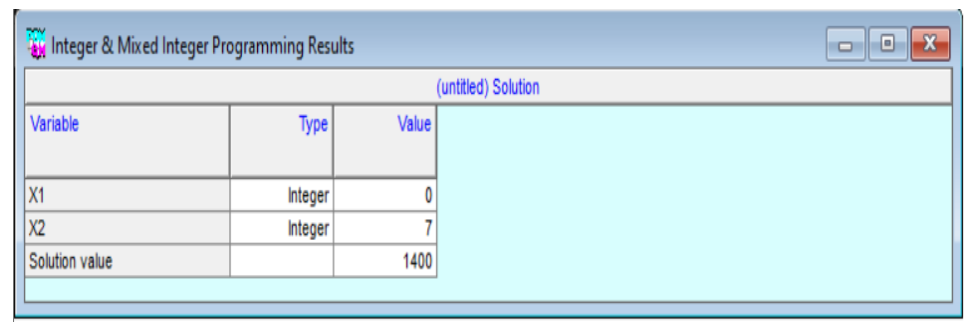 Integer & Mixed Integer Programming Results
(untitled) Solution
Variable Type Value
X1 Integer 0
X2 Integer 7
Solution value 1400